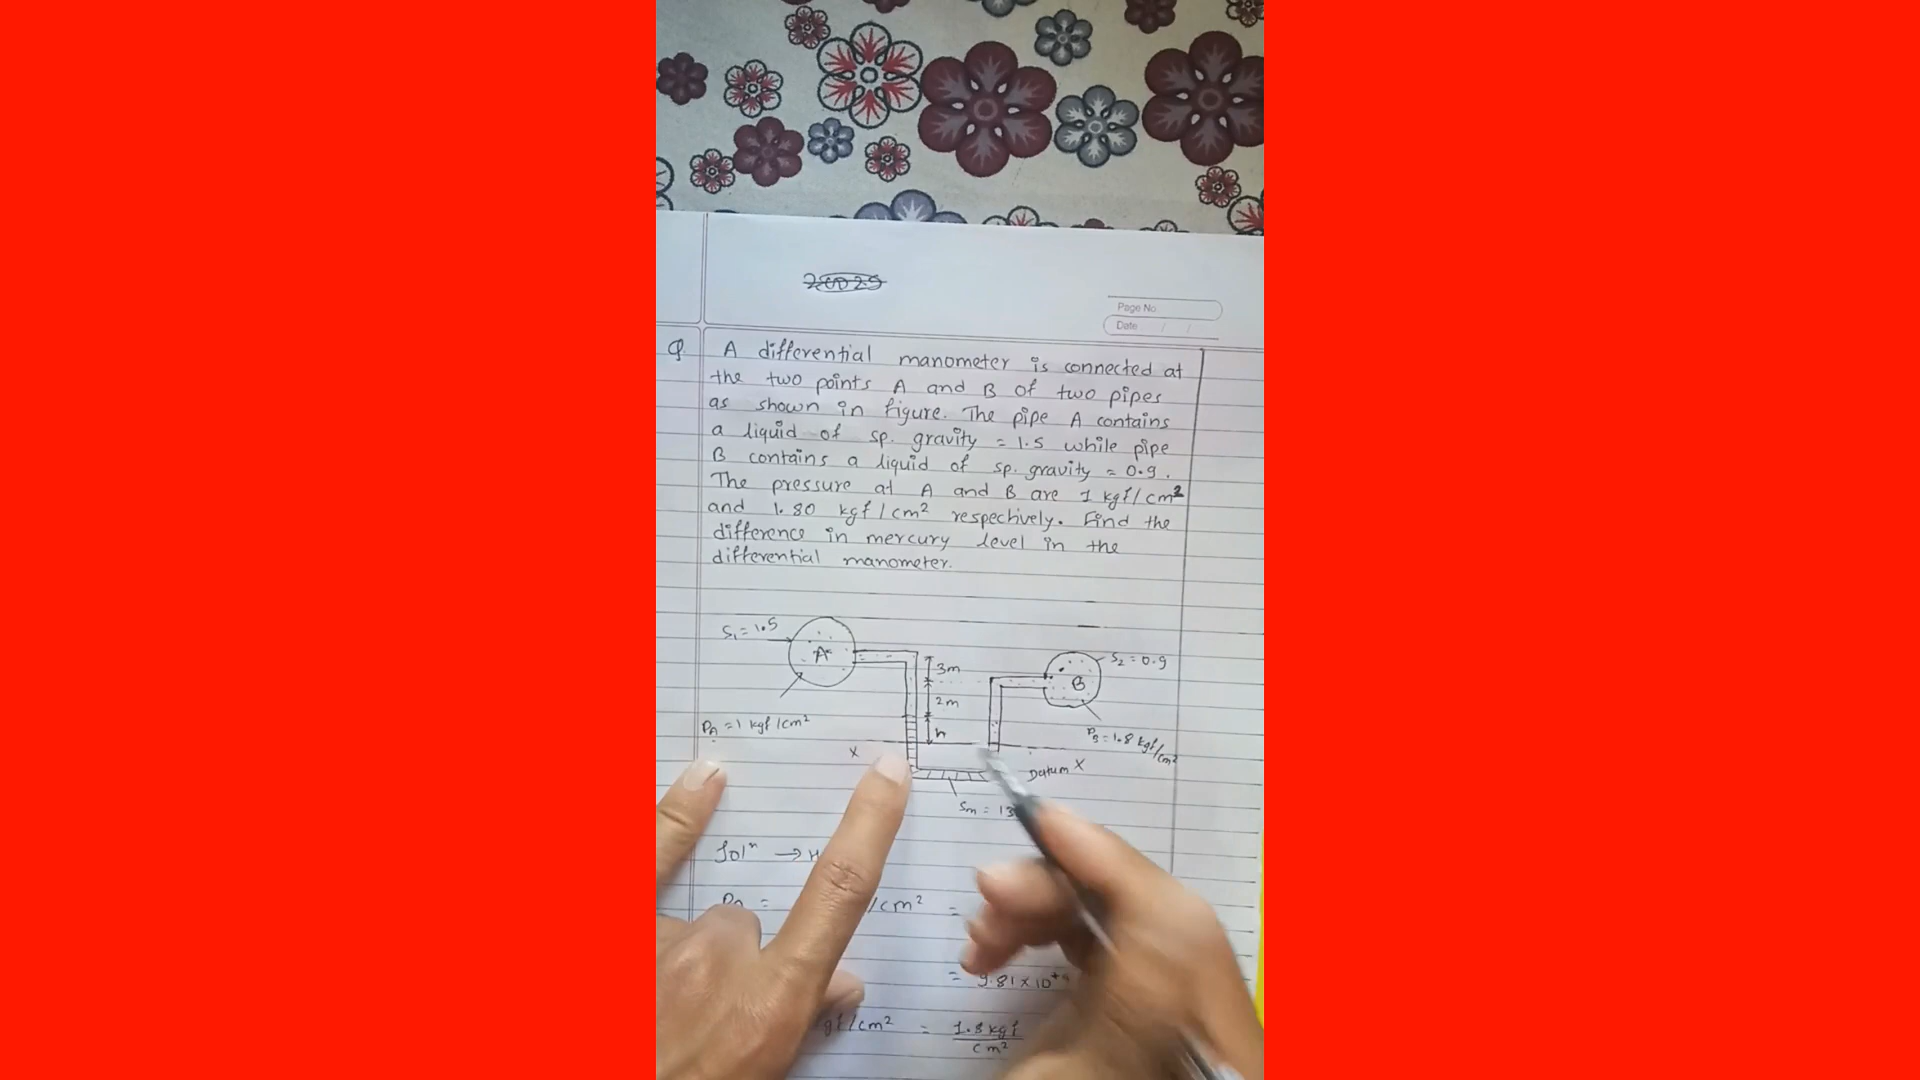 Page No
Date / /
Q A differential manometer is connected at
the two points A and B of two pipes
as shown in figure. The pipe A contains
a liquid of sp. gravity = 1.5 while pipe
B contains a liquid of sp. gravity = 0.9.
The pressure at A and B are 1 kgf/cm²
and 1.80 kgf/cm² respectively. Find the
difference in mercury level in the
differential manometer.
S₁ = 1.5
A
3m
S₂ = 0.9
B
2m
PA = 1 kgf/cm²
h
PB = 1.8 kgf/cm²
X
Datum X
Sm = 13
Solⁿ →
PA = /cm² =
= 9.81 × 10⁺⁴
gf/cm² = 1.8 kgf
cm²